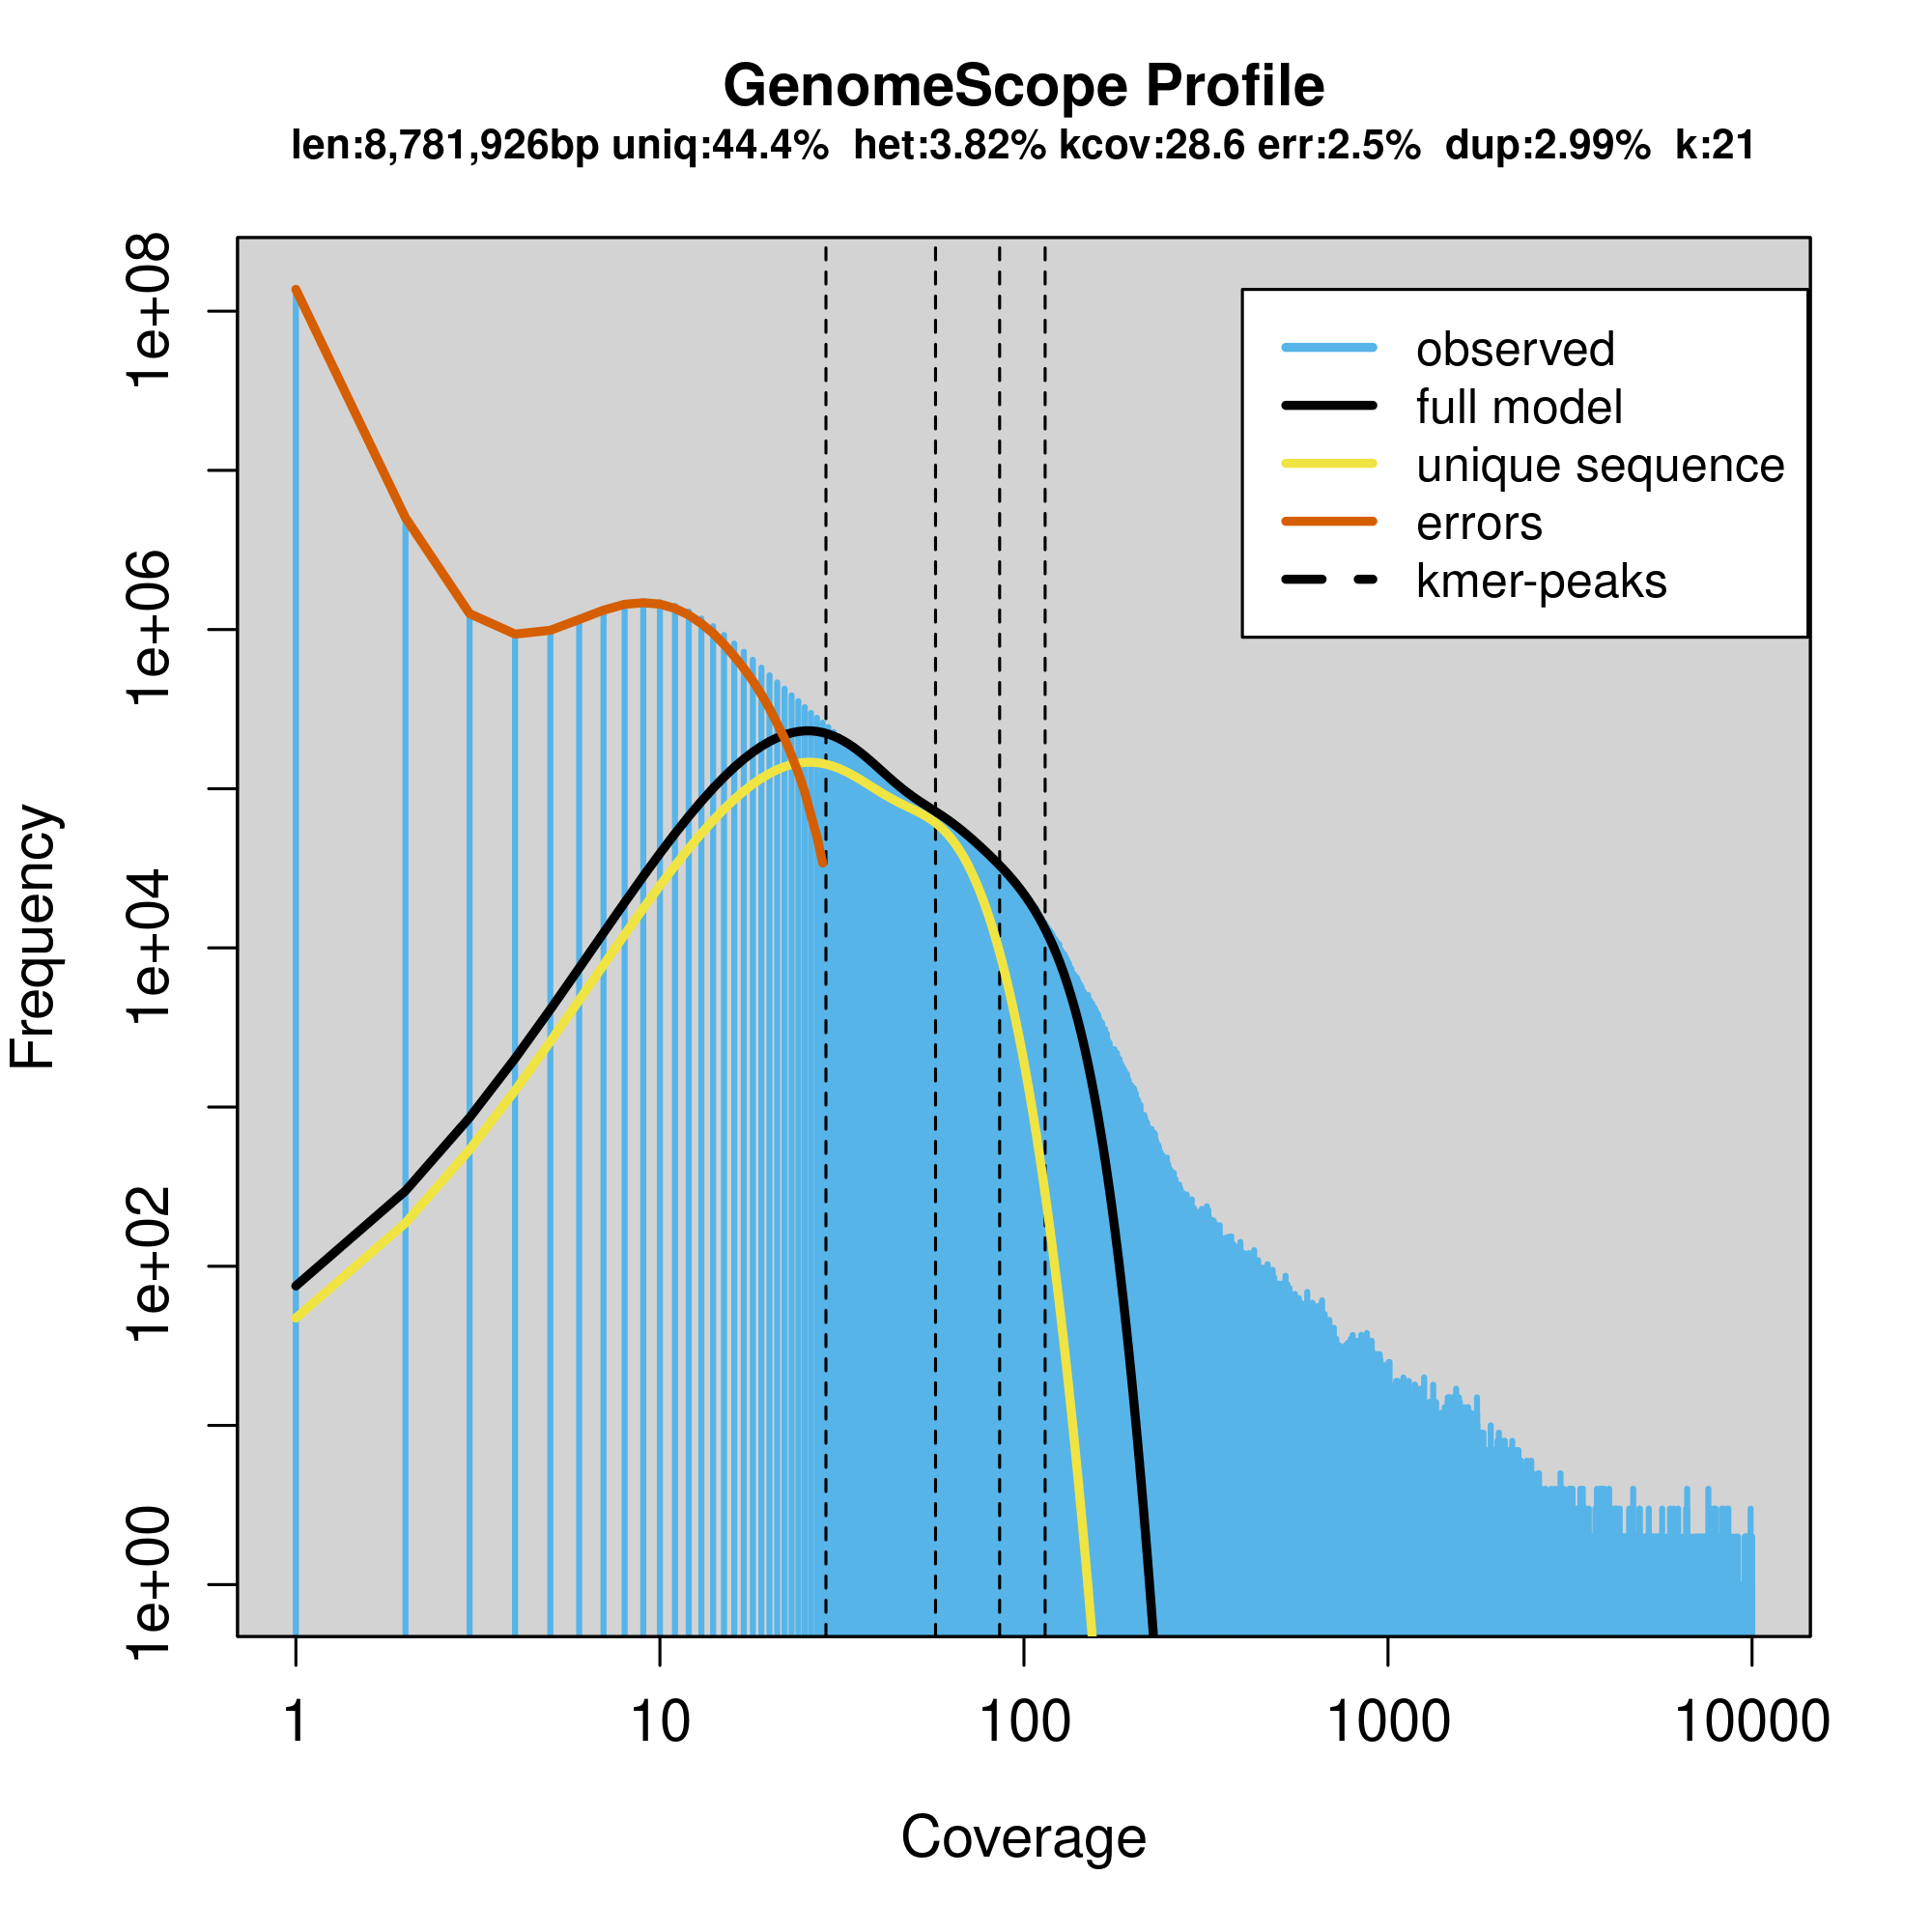 GenomeScope Profile
len:8,781,926bp uniq:44.4% het:3.82% kcov:28.6 err:2.5% dup:2.99% k:21
observed
full model
unique sequence
errors
kmer-peaks
Frequency
1e+08
1e+06
1e+04
1e+02
1e+00
1 10 100 1000 10000
Coverage